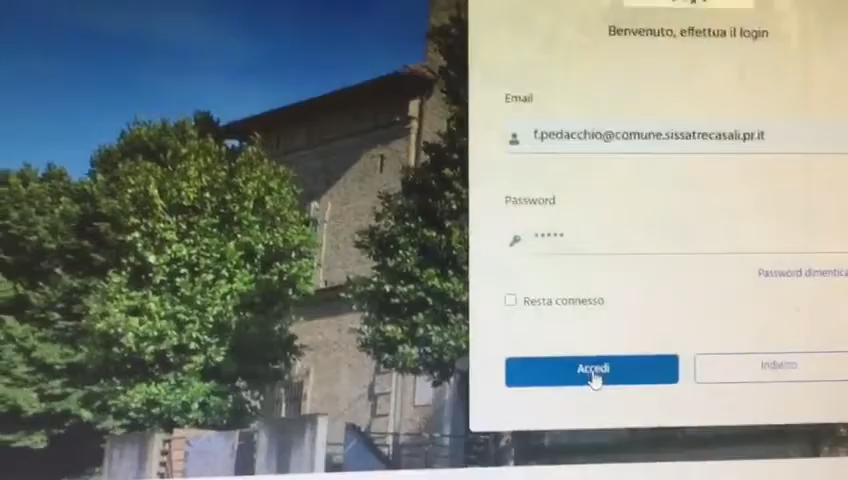 Benvenuto, effettua il login
Email
f.pedacchio@comune.sissatrecasali.pr.it
Password
*****
Password dimentica
Resta connesso
Accedi
Indietro